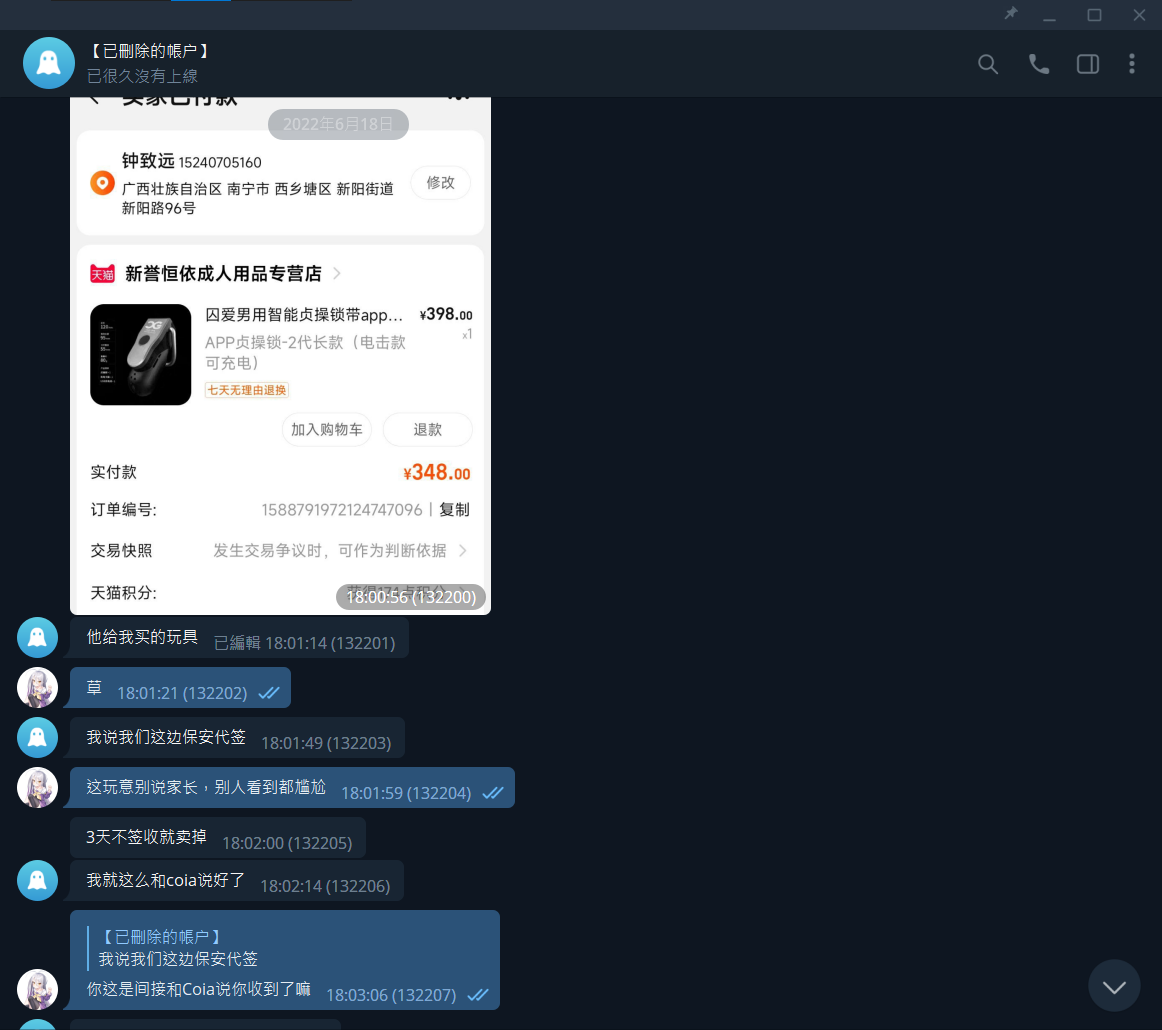 【已刪除的帳户】
已很久沒有上線
卖家已付款
2022年6月18日
钟致远 15240705160
广西壮族自治区 南宁市 西乡塘区 新阳街道
新阳路96号
修改
天猫 新誉恒依成人用品专营店
囚爱男用智能贞操锁带app... ¥398.00
x1
APP贞操锁-2代长款（电击款
可充电）
七天无理由退换
加入购物车 退款
实付款 ¥348.00
订单编号: 1588791972124747096 | 复制
交易快照 发生交易争议时，可作为判断依据
天猫积分: 获得174点积分
18:00:56 (132200)
他给我买的玩具 已編輯 18:01:14 (132201)
草 18:01:21 (132202)
我说我们这边保安代签 18:01:49 (132203)
这玩意别说家长，别人看到都尴尬 18:01:59 (132204)
3天不签收就卖掉 18:02:00 (132205)
我就这么和coia说好了 18:02:14 (132206)
【已刪除的帳户】
我说我们这边保安代签
你这是间接和Coia说你收到了嘛 18:03:06 (132207)